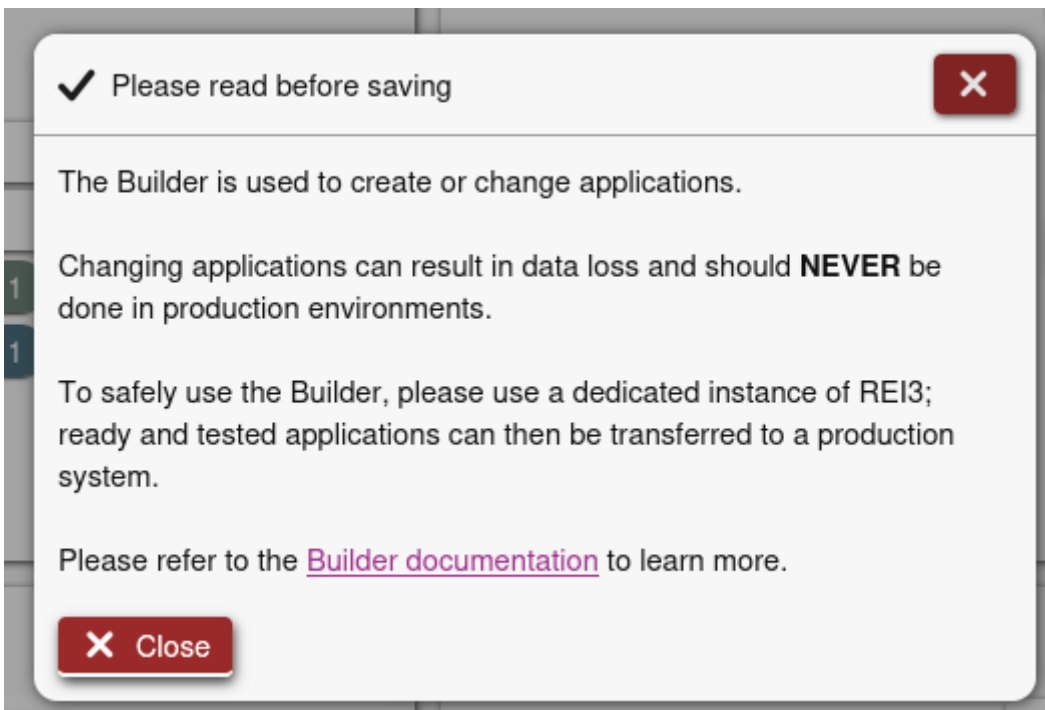 Please read before saving
The Builder is used to create or change applications.
Changing applications can result in data loss and should NEVER be
done in production environments.
To safely use the Builder, please use a dedicated instance of REI3;
ready and tested applications can then be transferred to a production
system.
Please refer to the Builder documentation to learn more.
1
1
Close